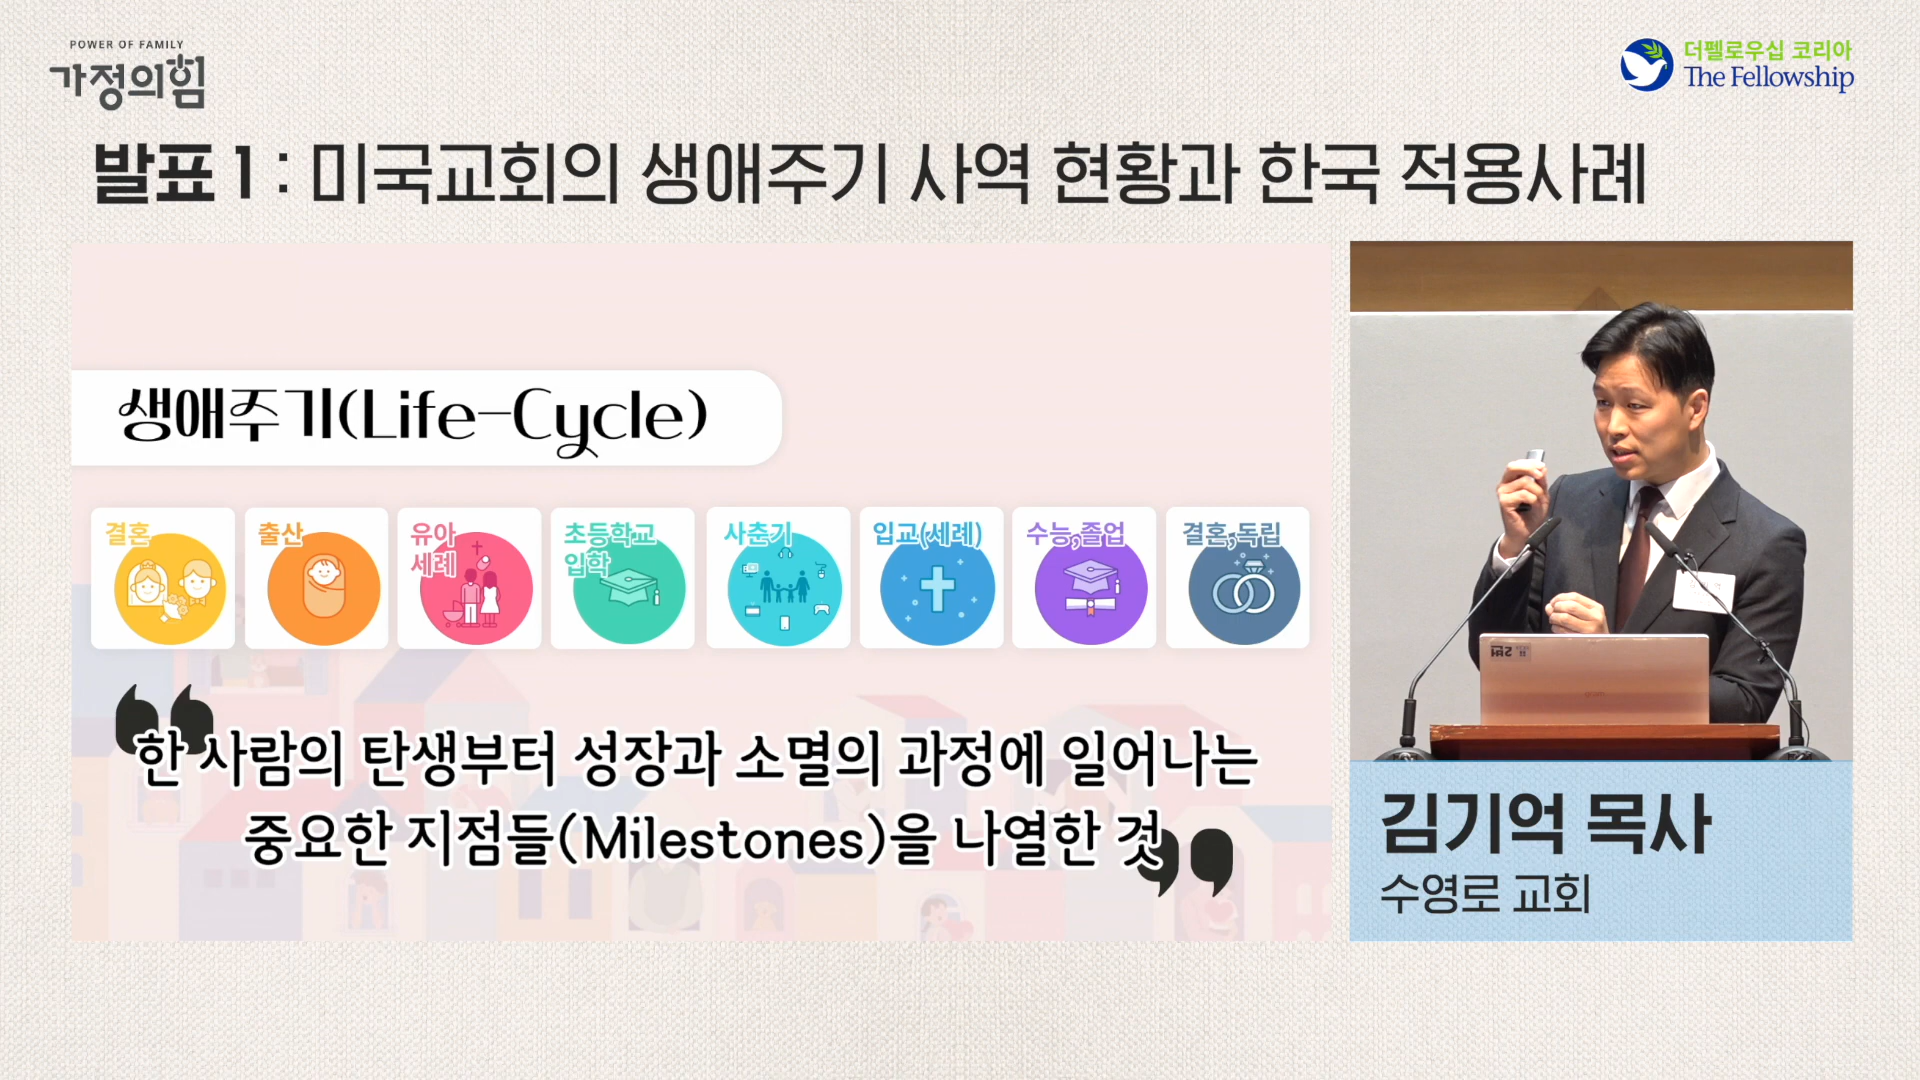 POWER OF FAMILY
가정의힘
더펠로우십 코리아
The Fellowship
발표 1 : 미국교회의 생애주기 사역 현황과 한국 적용사례
생애주기(Life-Cycle)
결혼
출산
유아
세례
초등학교
입학
사춘기
입교(세례)
수능,졸업
결혼,독립
한 사람의 탄생부터 성장과 소멸의 과정에 일어나는
중요한 지점들(Milestones)을 나열한 것
김기억 목사
수영로 교회